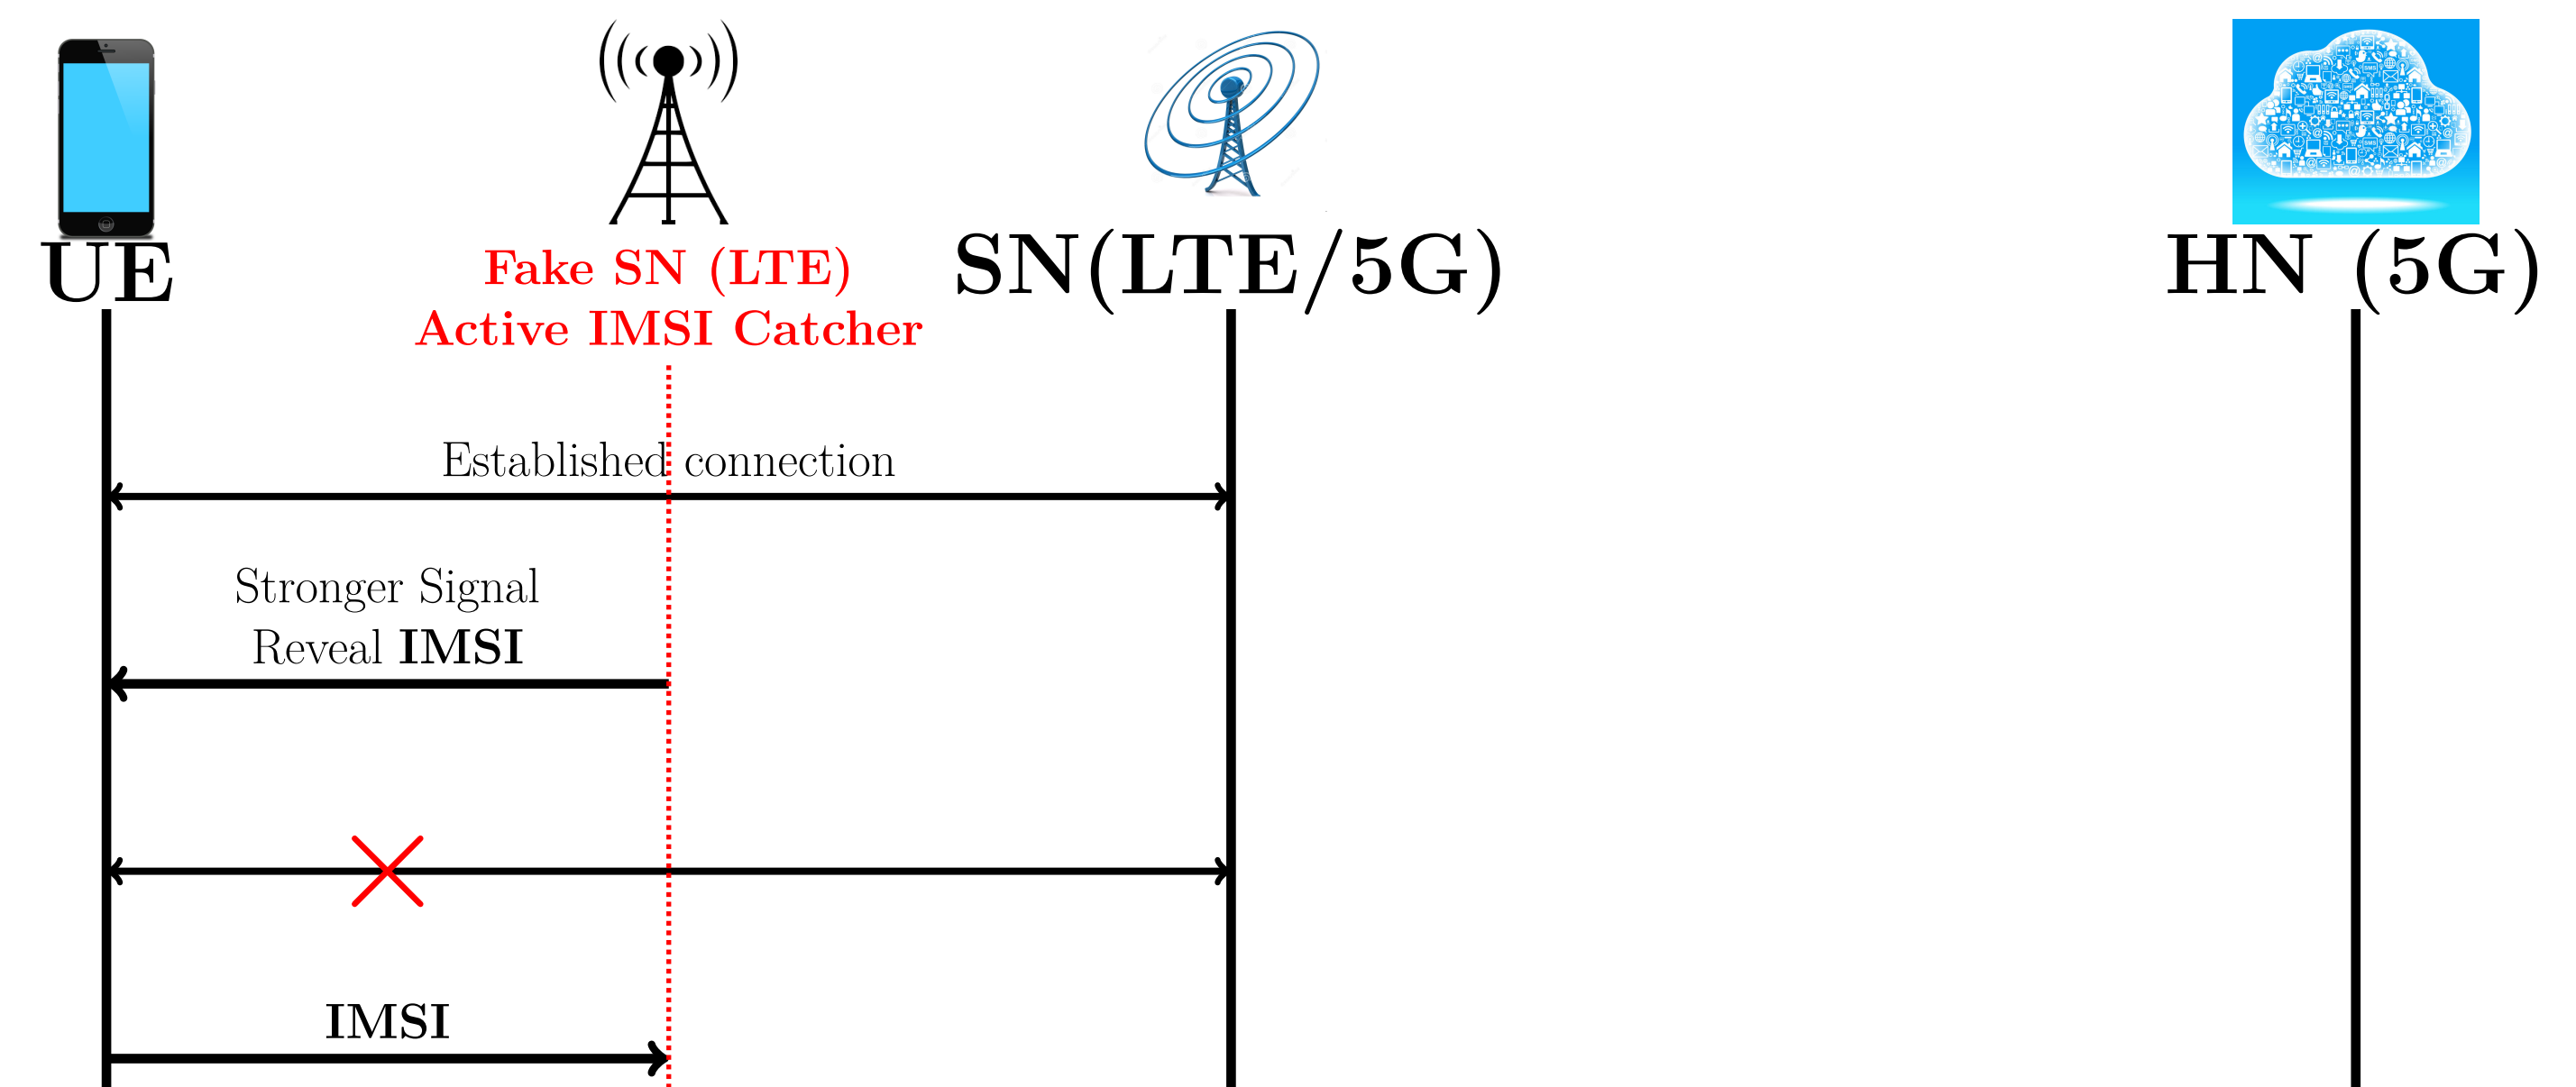 UE
Fake SN (LTE)
Active IMSI Catcher
SN(LTE/5G)
HN (5G)
Established connection
Stronger Signal
Reveal IMSI
IMSI